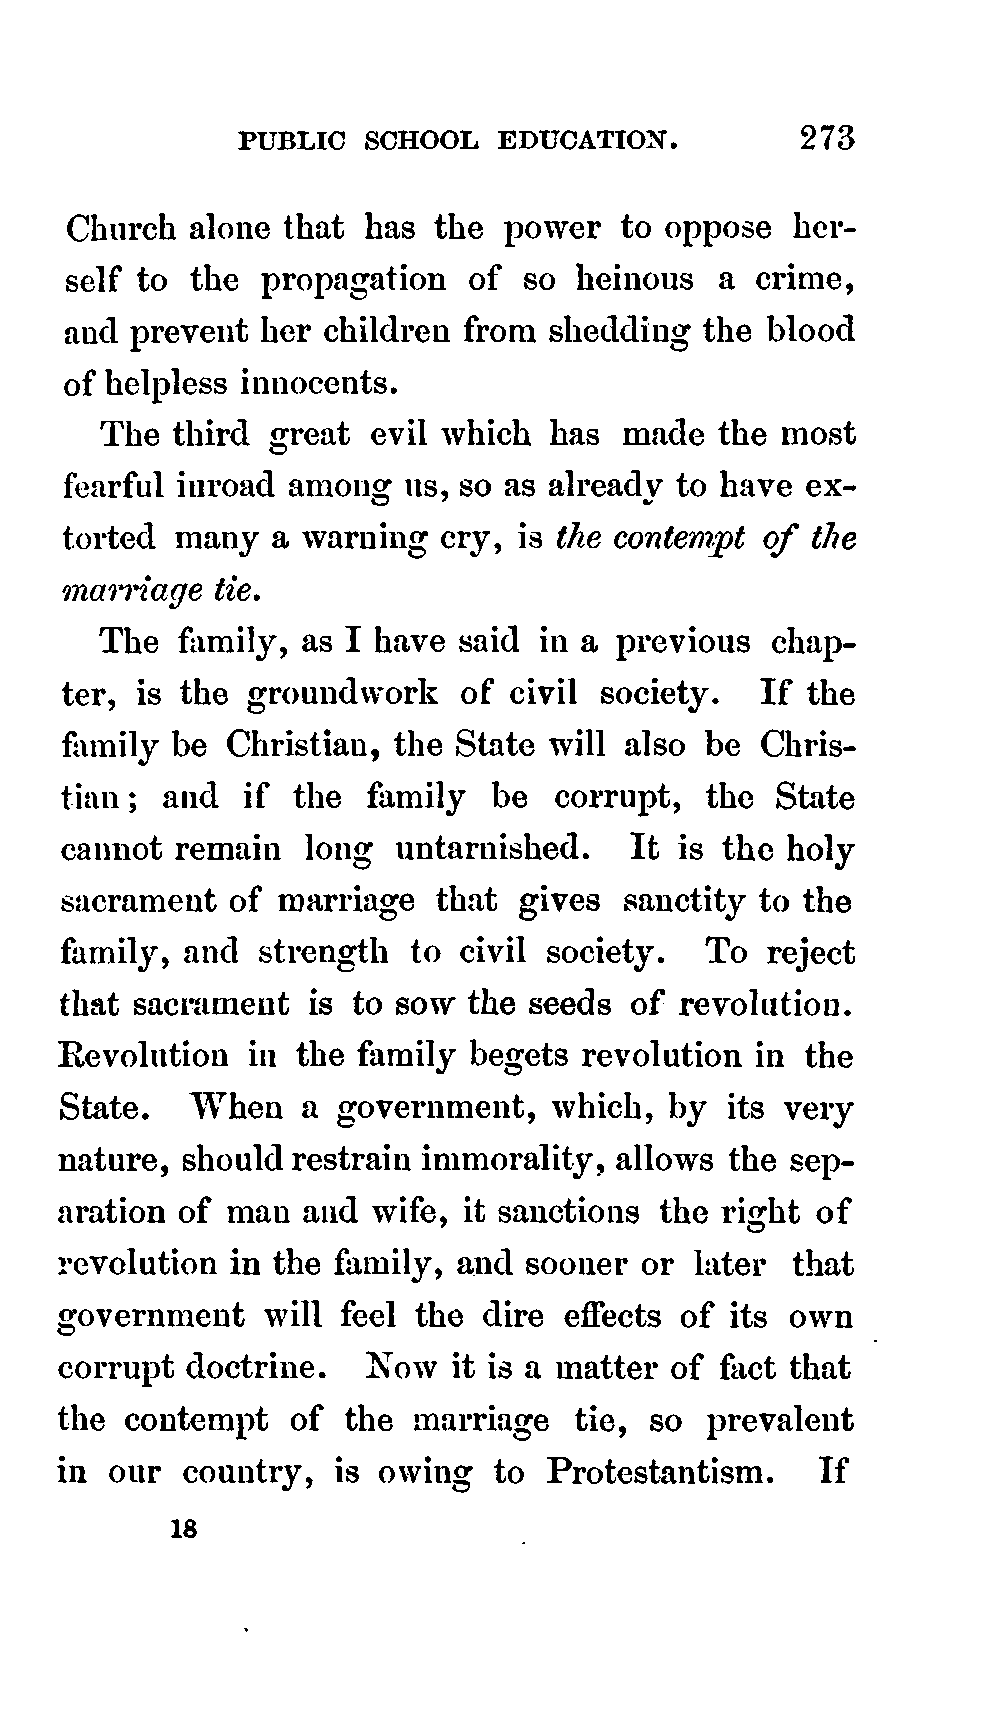 PUBLIC SCHOOL EDUCATION. 273
Church alone that has the power to oppose her-
self to the propagation of so heinous a crime,
and prevent her children from shedding the blood
of helpless innocents.
The third great evil which has made the most
fearful inroad among us, so as already to have ex-
torted many a warning cry, is the contempt of the
marriage tie.
The family, as I have said in a previous chap-
ter, is the groundwork of civil society. If the
family be Christian, the State will also be Chris-
tian; and if the family be corrupt, the State
cannot remain long untarnished. It is the holy
sacrament of marriage that gives sanctity to the
family, and strength to civil society. To reject
that sacrament is to sow the seeds of revolution.
Revolution in the family begets revolution in the
State. When a government, which, by its very
nature, should restrain immorality, allows the sep-
aration of man and wife, it sanctions the right of
revolution in the family, and sooner or later that
government will feel the dire effects of its own
corrupt doctrine. Now it is a matter of fact that
the contempt of the marriage tie, so prevalent
in our country, is owing to Protestantism. If
18